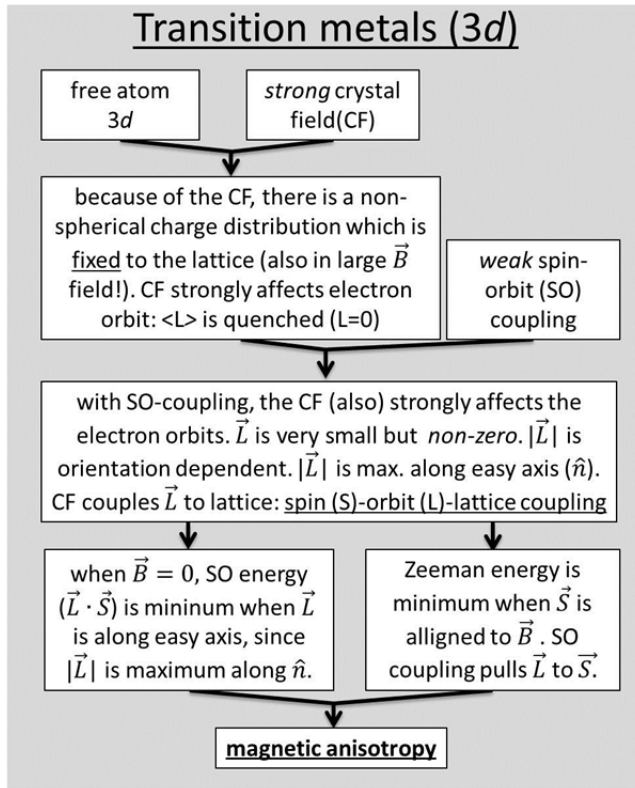 Transition metals (3d)
free atom
3d
strong crystal
field(CF)
because of the CF, there is a non-
spherical charge distribution which is
fixed to the lattice (also in large B⃗
field!). CF strongly affects electron
orbit: <L> is quenched (L=0)
weak spin-
orbit (SO)
coupling
with SO-coupling, the CF (also) strongly affects the
electron orbits. L⃗ is very small but non-zero. |L⃗| is
orientation dependent. |L⃗| is max. along easy axis (n̂).
CF couples L⃗ to lattice: spin (S)-orbit (L)-lattice coupling
when B⃗ = 0, SO energy
(L⃗ · S⃗) is mininum when L⃗
is along easy axis, since
|L⃗| is maximum along n̂.
Zeeman energy is
minimum when S⃗ is
alligned to B⃗ . SO
coupling pulls L⃗ to S⃗.
magnetic anisotropy